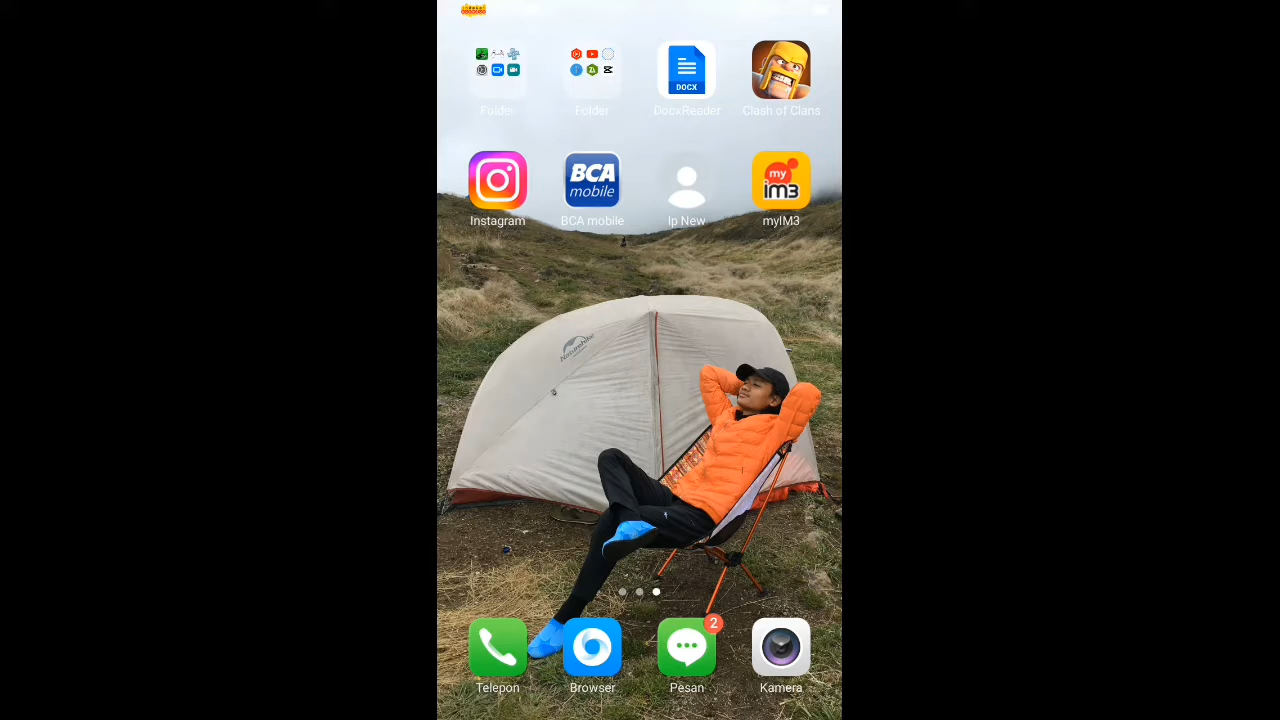 Folder
Folder
DocxReader
Clash of Clans
DOCX
Instagram
BCA mobile
Ip New
myIM3
BCA
mobile
my
im3
Naturehike
2
Telepon
Browser
Pesan
Kamera